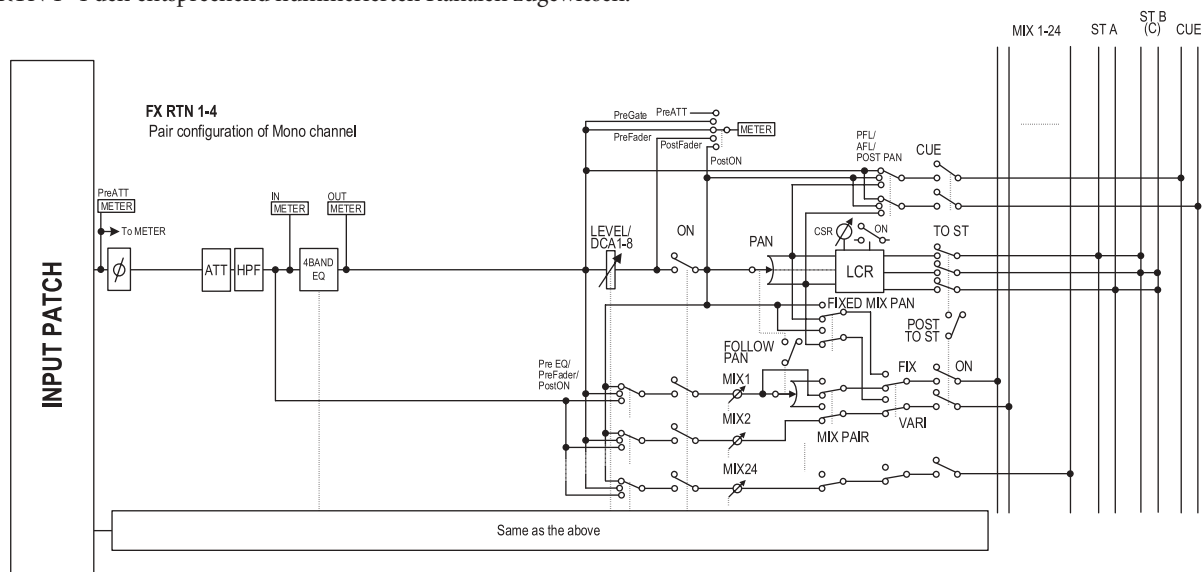 MIX 1-24
ST A
ST B
(C)
CUE
FX RTN 1-4
Pair configuration of Mono channel
PreGate
PreATT
METER
PreFader
PostFader
PostON
PFL/
AFL/
POST PAN
CUE
PreATT
METER
To METER
IN
METER
OUT
METER
LEVEL/
DCA1-8
ON
PAN
CSR
ON
TO ST
INPUT PATCH
ϕ
ATT
HPF
4BAND
EQ
LCR
FIXED MIX PAN
POST
TO ST
FOLLOW
PAN
Pre EQ/
PreFader/
PostON
MIX1
FIX
ON
MIX2
MIX PAIR
VARI
MIX24
Same as the above